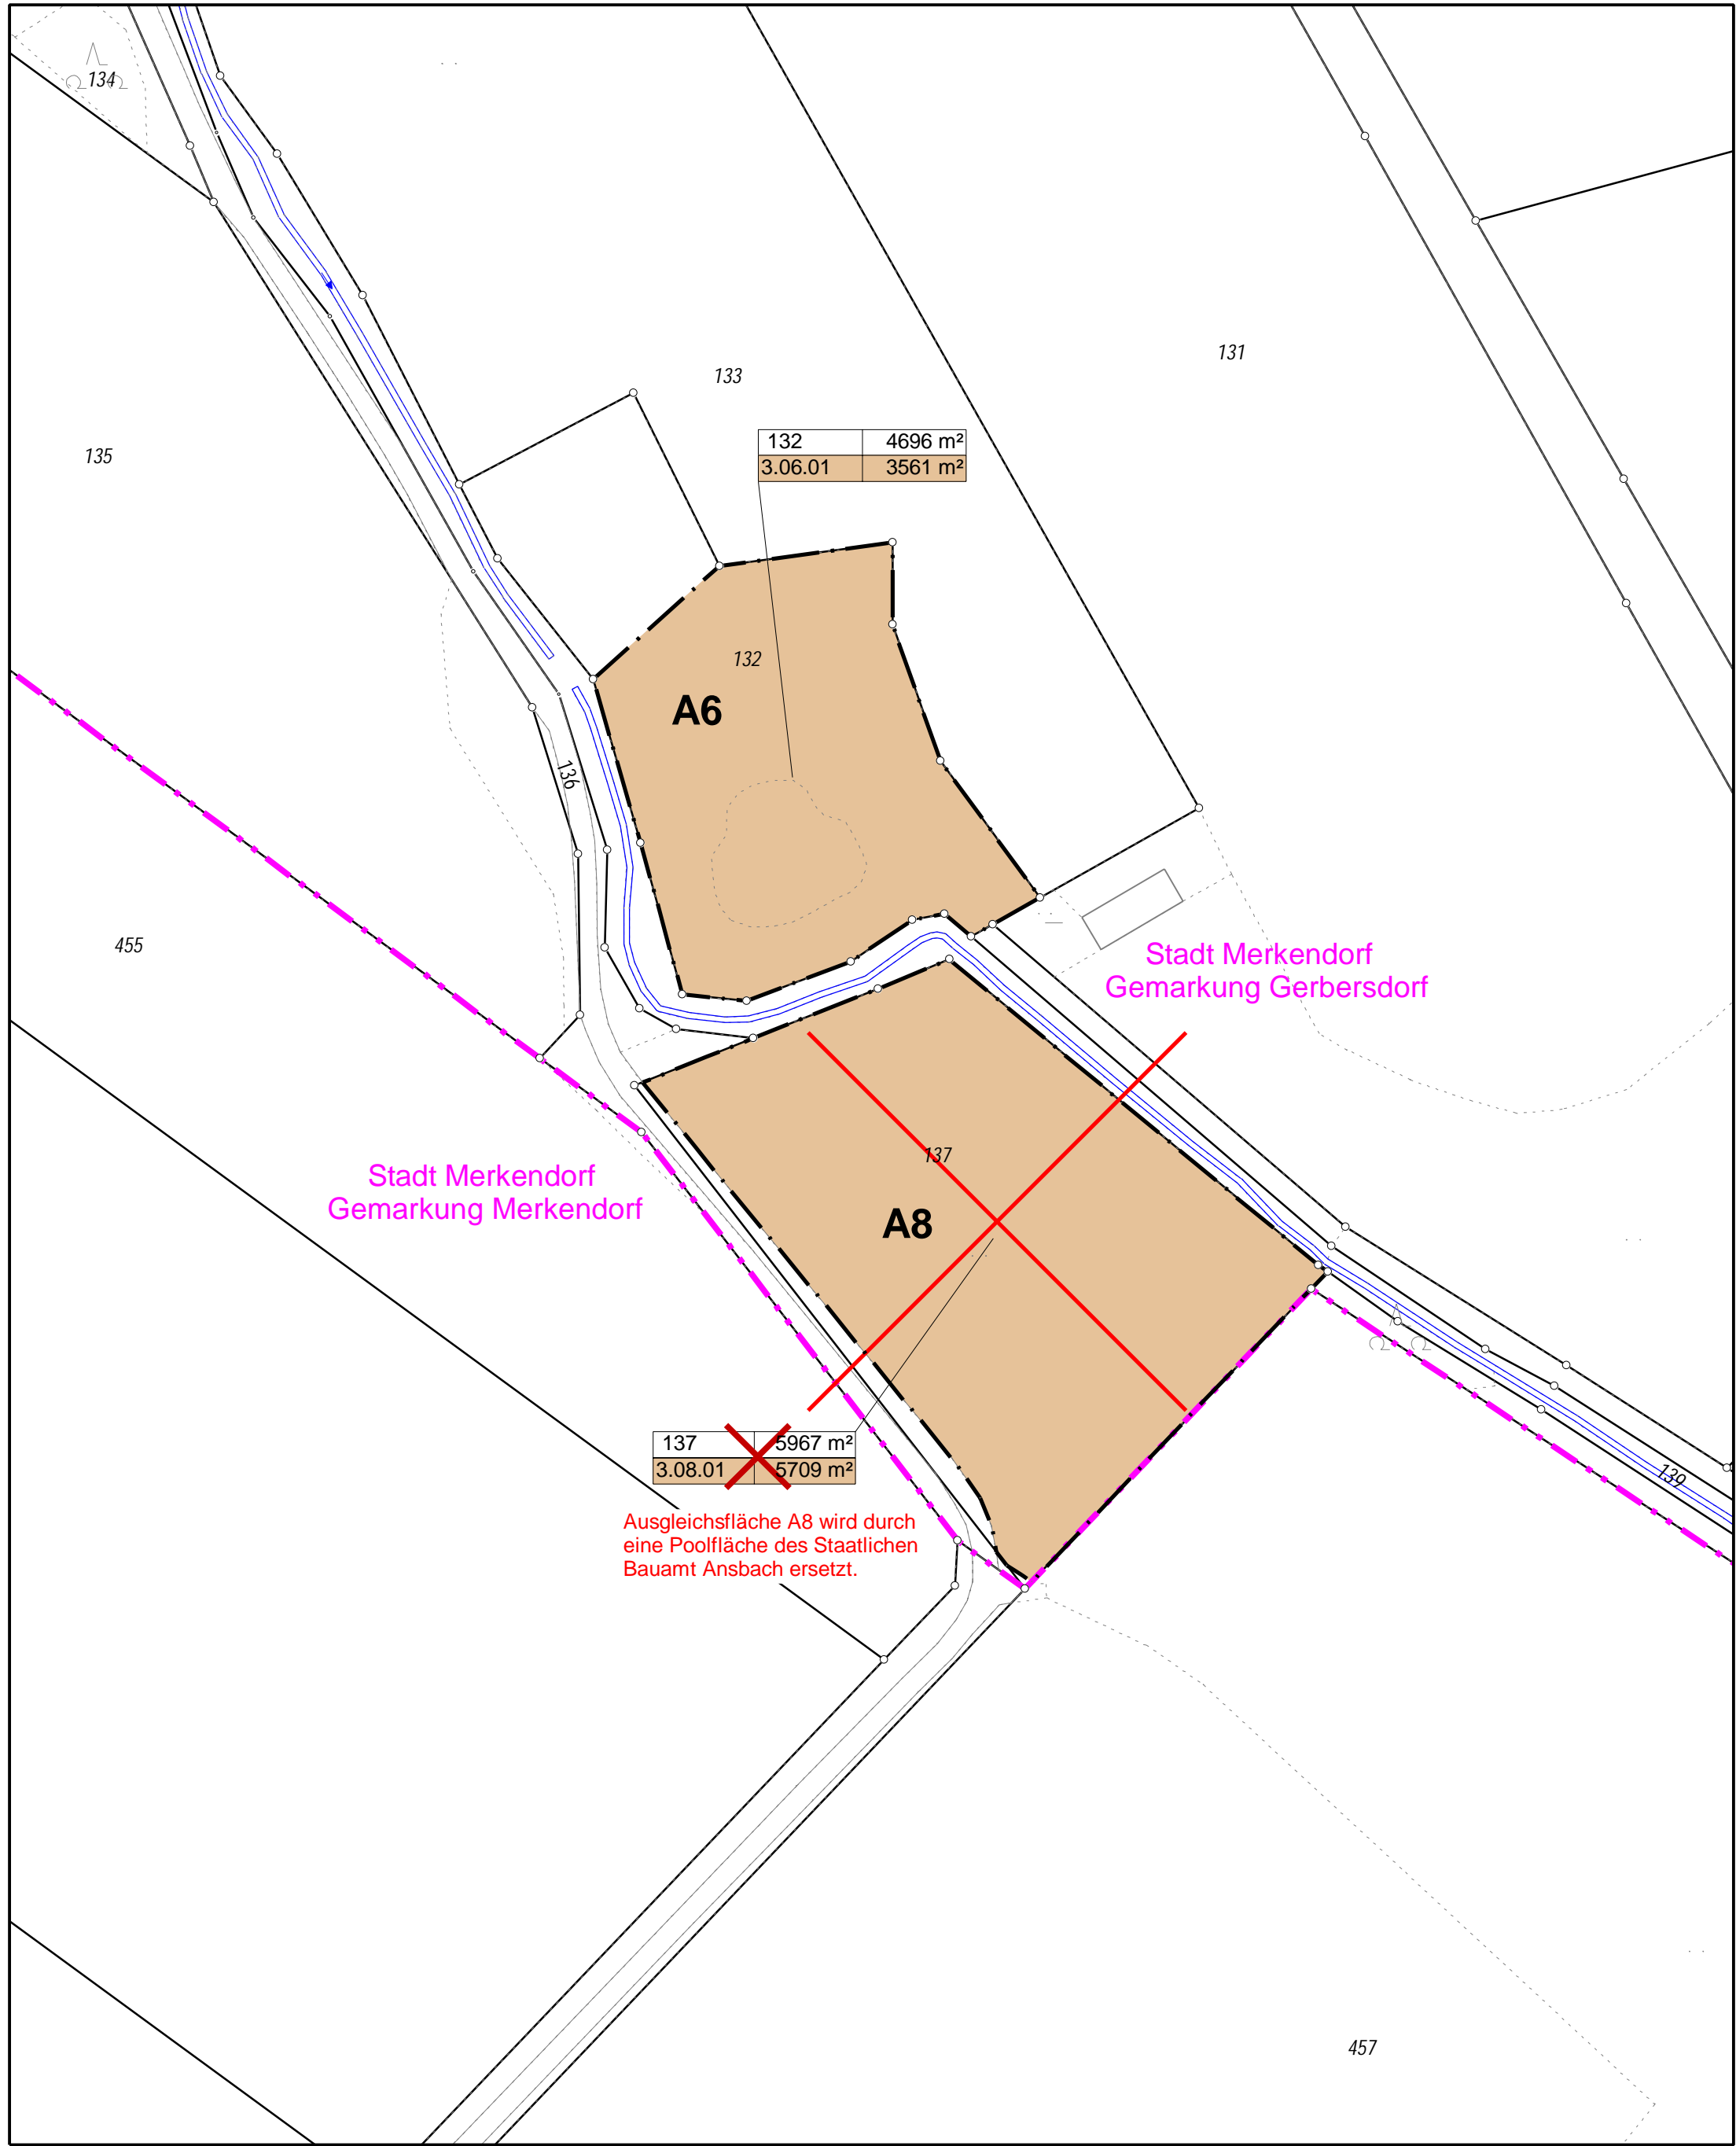 134
133
131
132 4696 m²
3.06.01 3561 m²
135
132
A6
136
455
Stadt Merkendorf
Gemarkung Gerbersdorf
137
Stadt Merkendorf
Gemarkung Merkendorf
A8
137 5967 m²
3.08.01 5709 m²
139
Ausgleichsfläche A8 wird durch
eine Poolfläche des Staatlichen
Bauamt Ansbach ersetzt.
457